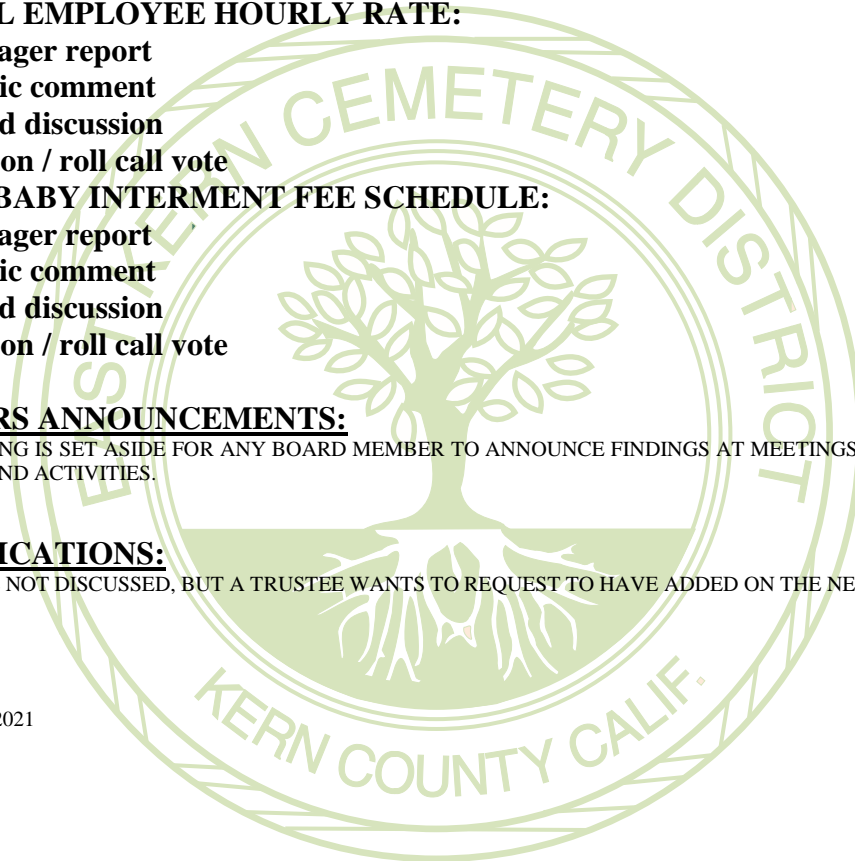 L EMPLOYEE HOURLY RATE:
ager report
ic comment
d discussion
on / roll call vote
BABY INTERMENT FEE SCHEDULE:
ager report
ic comment
d discussion
on / roll call vote
RS ANNOUNCEMENTS:
NG IS SET ASIDE FOR ANY BOARD MEMBER TO ANNOUNCE FINDINGS AT MEETINGS
ND ACTIVITIES.
ICATIONS:
NOT DISCUSSED, BUT A TRUSTEE WANTS TO REQUEST TO HAVE ADDED ON THE NE
2021
EAST KERN CEMETERY DISTRICT
KERN COUNTY CALIF.